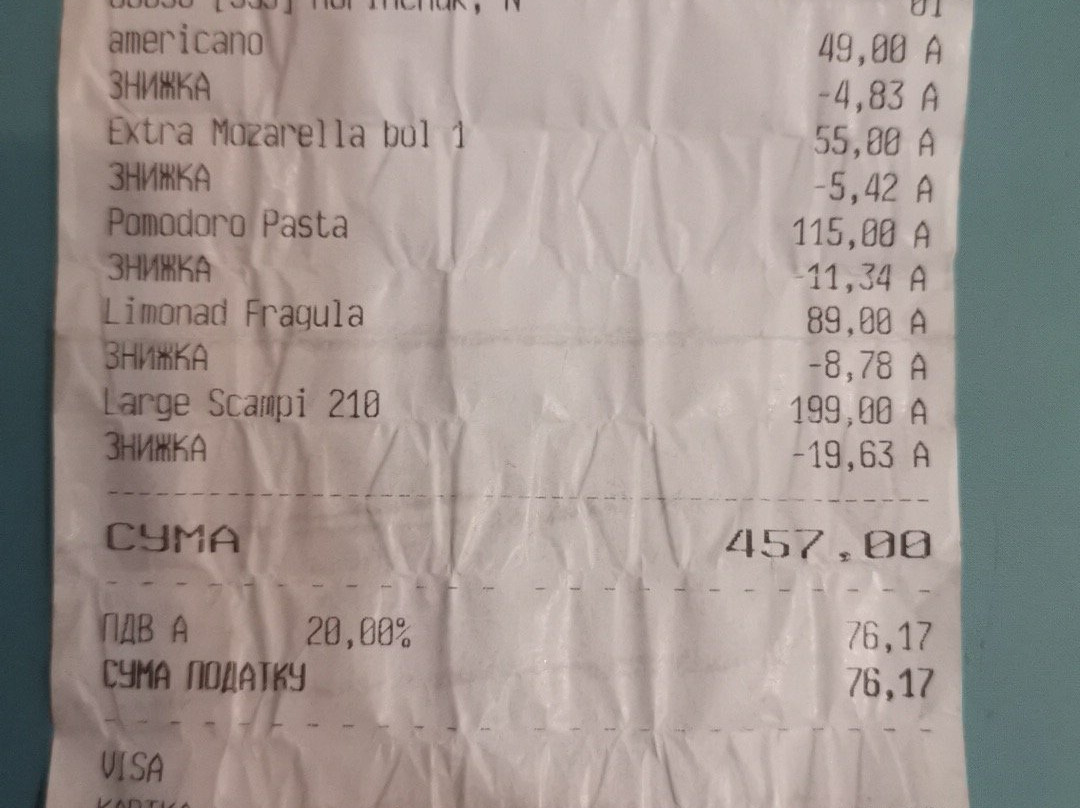 americano 49,00 A
ЗНИЖКА -4,83 A
Extra Mozarella bol 1 55,00 A
ЗНИЖКА -5,42 A
Pomodoro Pasta 115,00 A
ЗНИЖКА -11,34 A
Limonad Fragula 89,00 A
ЗНИЖКА -8,78 A
Large Scampi 210 199,00 A
ЗНИЖКА -19,63 A
СУМА 457.00
ПДВ А 20,00% 76,17
СУМА ПОДАТКУ 76,17
VISA